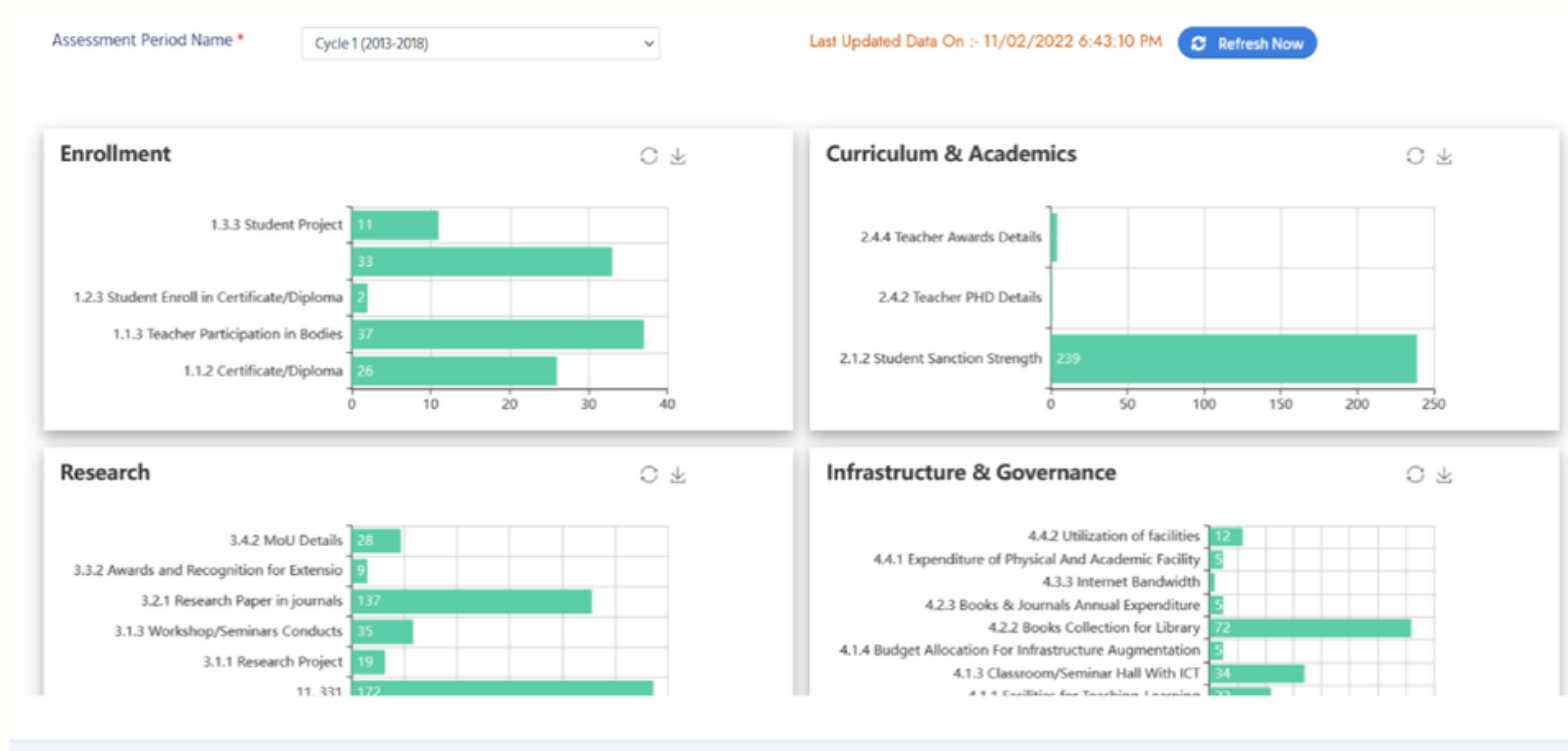 Assessment Period Name *
Cycle 1 (2013-2018)
Last Updated Data On :- 11/02/2022 6:43:10 PM
Refresh Now
Enrollment
1.3.3 Student Project 11
33
1.2.3 Student Enroll in Certificate/Diploma 2
1.1.3 Teacher Participation in Bodies 37
1.1.2 Certificate/Diploma 26
0 10 20 30 40
Curriculum & Academics
2.4.4 Teacher Awards Details
2.4.2 Teacher PHD Details
2.1.2 Student Sanction Strength 239
0 50 100 150 200 250
Research
3.4.2 MoU Details 28
3.3.2 Awards and Recognition for Extensio 9
3.2.1 Research Paper in journals 137
3.1.3 Workshop/Seminars Conducts 35
3.1.1 Research Project 19
11. 331 172
Infrastructure & Governance
4.4.2 Utilization of facilities 12
4.4.1 Expenditure of Physical And Academic Facility 5
4.3.3 Internet Bandwidth
4.2.3 Books & Journals Annual Expenditure 5
4.2.2 Books Collection for Library 72
4.1.4 Budget Allocation For Infrastructure Augmentation 5
4.1.3 Classroom/Seminar Hall With ICT 34
4.1.1 Facilities for Teaching-Learning